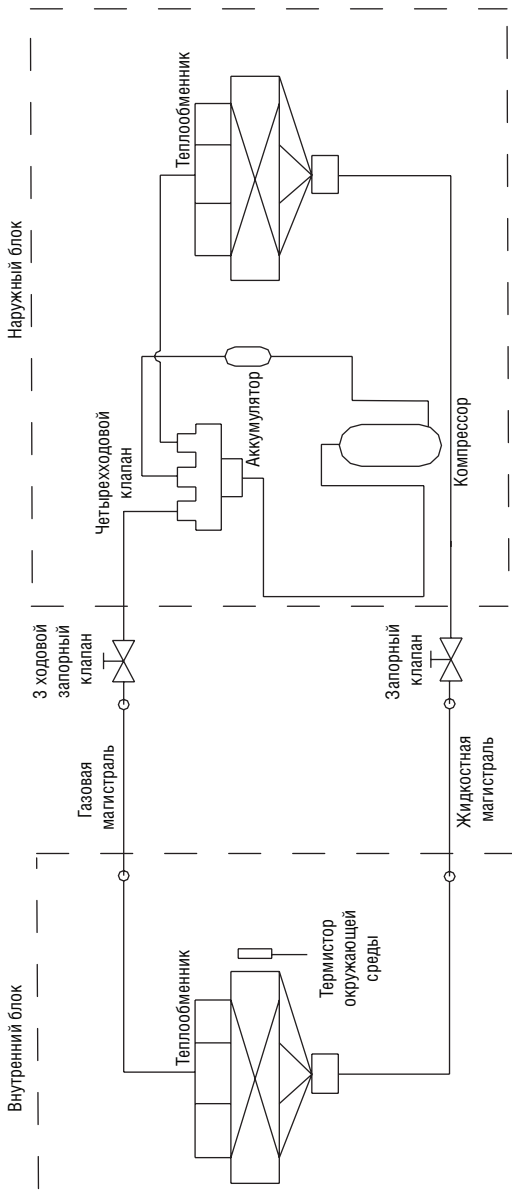 Внутренний блок
Наружный блок
Теплообменник
Термистор
окружающей
среды
Газовая
магистраль
Жидкостная
магистраль
3 ходовой
запорный
клапан
Запорный
клапан
Четырехходовой
клапан
Аккумулятор
Компрессор
Теплообменник